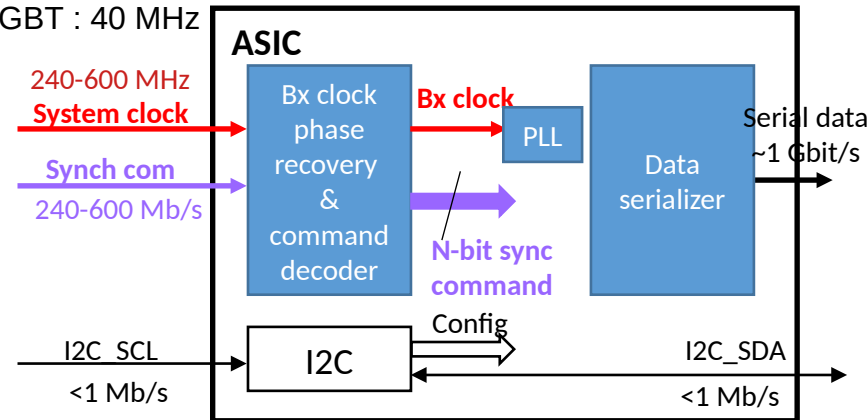 GBT : 40 MHz
ASIC
240-600 MHz
System clock
Synch com
240-600 Mb/s
Bx clock
phase
recovery
&
command
decoder
Bx clock
PLL
N-bit sync
command
Data
serializer
Serial data
~1 Gbit/s
I2C_SCL
<1 Mb/s
I2C
Config
I2C_SDA
<1 Mb/s